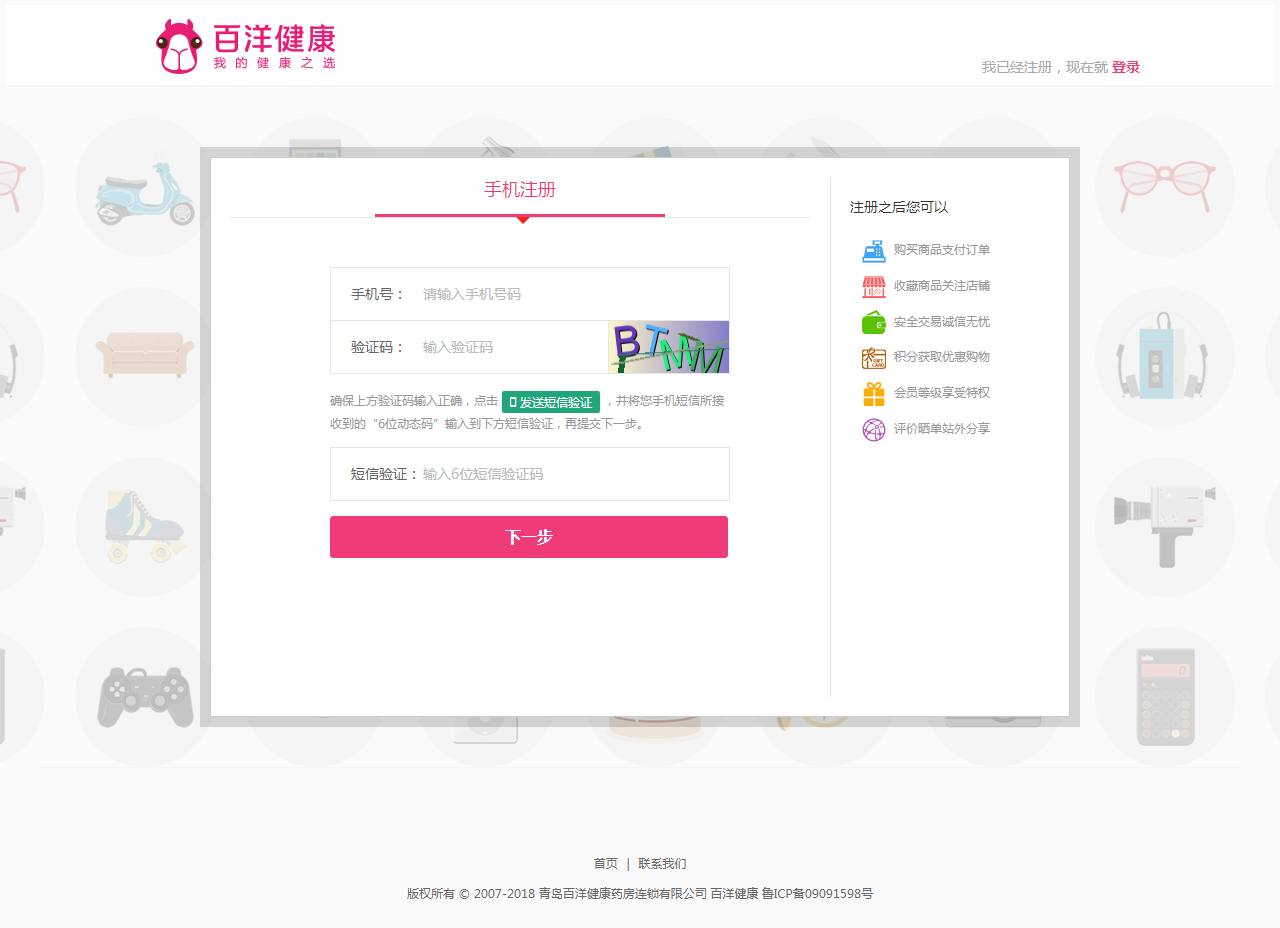 百洋健康
我的健康之选
我已经注册，现在就 登录
手机注册
手机号： 请输入手机号码
验证码： 输入验证码
BTMM
确保上方验证码输入正确，点击 发送短信验证 ，并将您手机短信所接
收到的“6位动态码”输入到下方短信验证，再提交下一步。
短信验证： 输入6位短信验证码
下一步
注册之后您可以
购买商品支付订单
收藏商品关注店铺
安全交易诚信无忧
积分获取优惠购物
GIFT CARD
会员等级享受特权
评价晒单站外分享
首页 | 联系我们
版权所有 © 2007-2018 青岛百洋健康药房连锁有限公司 百洋健康 鲁ICP备09091598号